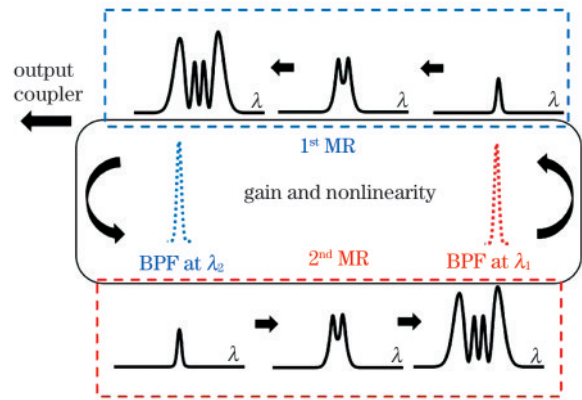 output
coupler
λ λ λ
1st MR
gain and nonlinearity
BPF at λ2 2nd MR BPF at λ1
λ λ λ